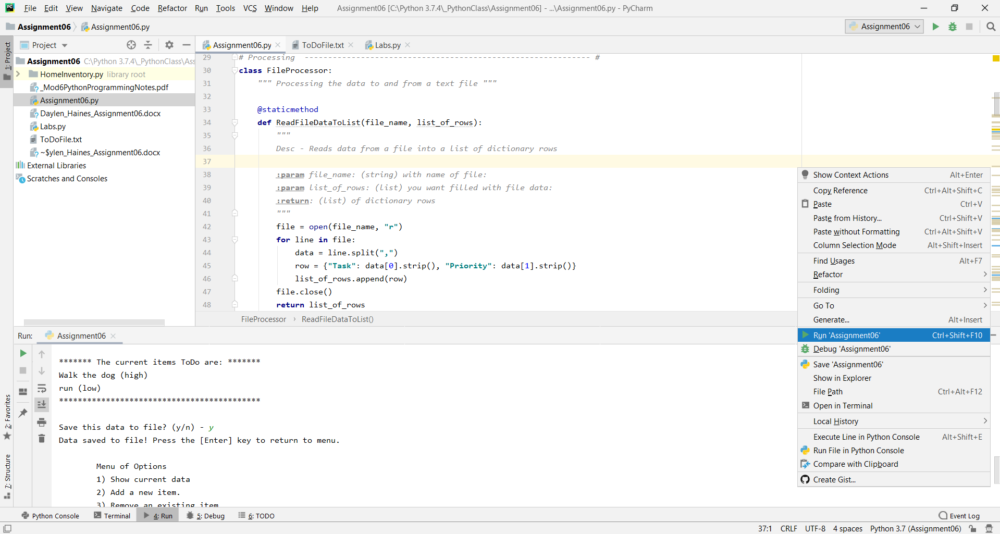 PC File Edit View Navigate Code Refactor Run Tools VCS Window Help Assignment06 [C:\Python 3.7.4\_PythonClass\Assignment06] - ...\Assignment06.py - PyCharm
Assignment06 Assignment06.py Assignment06
1: Project
Project
Assignment06.py ToDoFile.txt Labs.py
Assignment06 C:\Python 3.7.4\_PythonClass\Ass
HomeInventory.py library root
_Mod6PythonProgrammingNotes.pdf
Assignment06.py
Daylen_Haines_Assignment06.docx
Labs.py
ToDoFile.txt
~$ylen_Haines_Assignment06.docx
External Libraries
Scratches and Consoles
29 # Processing ------------------------------------------------------------- #
30 class FileProcessor:
31 """ Processing the data to and from a text file """
32
33 @staticmethod
34 def ReadFileDataToList(file_name, list_of_rows):
35 """
36 Desc - Reads data from a file into a list of dictionary rows
37
38 :param file_name: (string) with name of file:
39 :param list_of_rows: (list) you want filled with file data:
40 :return: (list) of dictionary rows
41 """
42 file = open(file_name, "r")
43 for line in file:
44 data = line.split(",")
45 row = {"Task": data[0].strip(), "Priority": data[1].strip()}
46 list_of_rows.append(row)
47 file.close()
48 return list_of_rows
FileProcessor › ReadFileDataToList()
Show Context Actions Alt+Enter
Copy Reference Ctrl+Alt+Shift+C
Paste Ctrl+V
Paste from History... Ctrl+Shift+V
Paste without Formatting Ctrl+Alt+Shift+V
Column Selection Mode Alt+Shift+Insert
Find Usages Alt+F7
Refactor
Folding
Go To
Generate... Alt+Insert
Run 'Assignment06' Ctrl+Shift+F10
Debug 'Assignment06'
Save 'Assignment06'
Show in Explorer
File Path Ctrl+Alt+F12
Open in Terminal
Local History
Execute Line in Python Console Alt+Shift+E
Run File in Python Console
Compare with Clipboard
Create Gist...
Run: Assignment06
******* The current items ToDo are: *******
Walk the dog (high)
run (low)
*******************************************
Save this data to file? (y/n) - y
Data saved to file! Press the [Enter] key to return to menu.
Menu of Options
1) Show current data
2) Add a new item.
3) Remove an existing item
2: Favorites
7: Structure
Python Console Terminal 4: Run 5: Debug 6: TODO Event Log
37:1 CRLF UTF-8 4 spaces Python 3.7 (Assignment06)